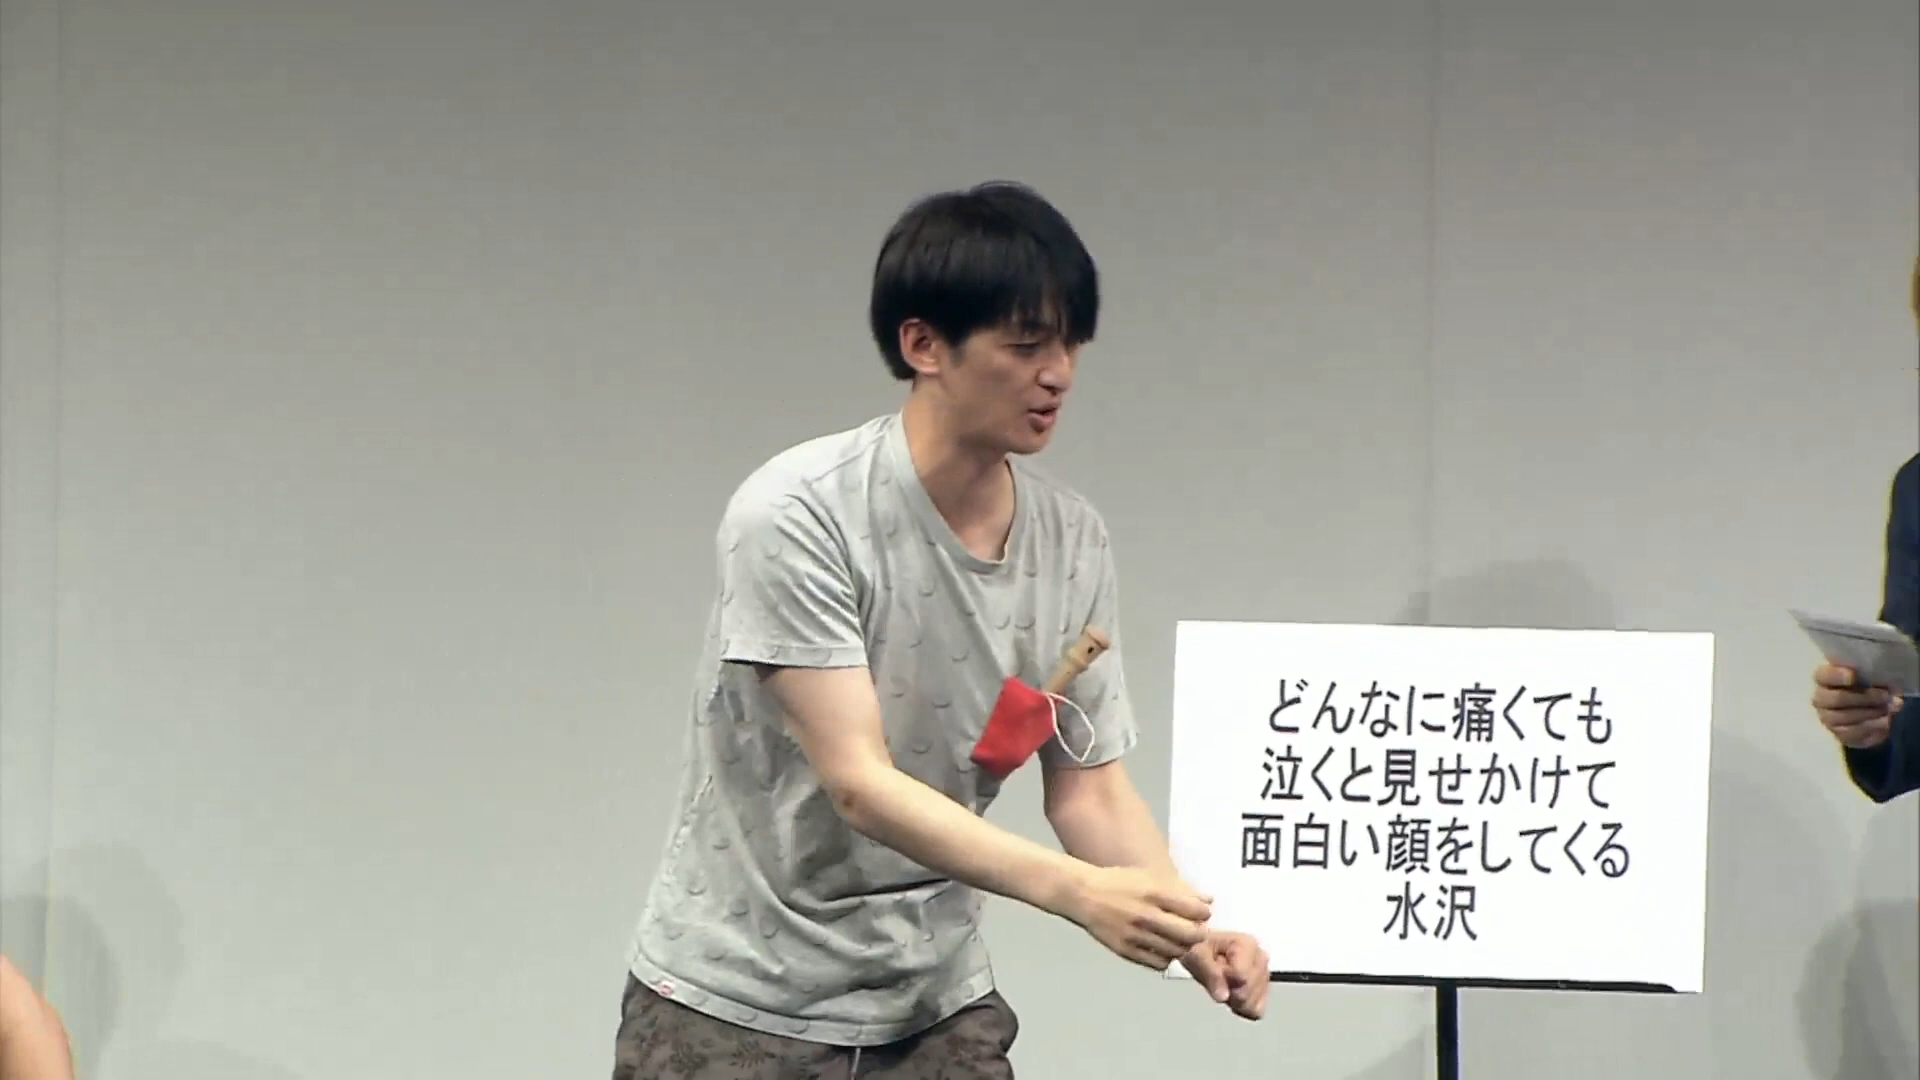 どんなに痛くても
泣くと見せかけて
面白い顔をしてくる
水沢